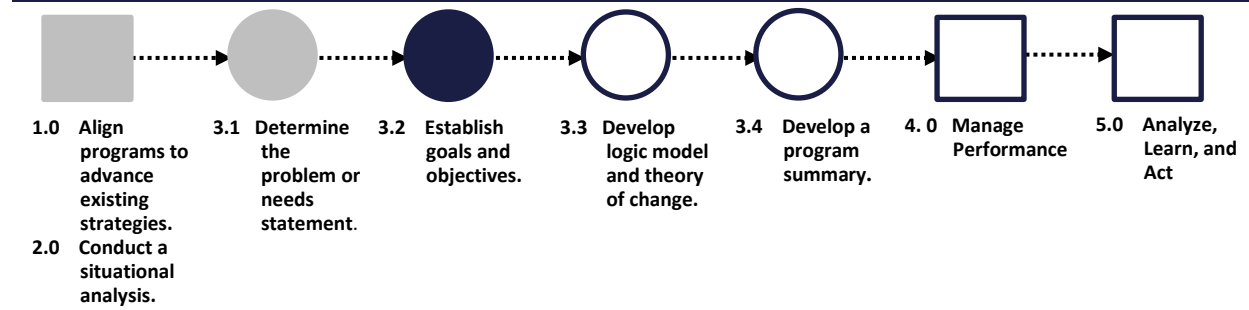 1.0 Align
programs to
advance
existing
strategies.
2.0 Conduct a
situational
analysis.
3.1 Determine
the
problem or
needs
statement.
3.2 Establish
goals and
objectives.
3.3 Develop
logic model
and theory
of change.
3.4 Develop a
program
summary.
4. 0 Manage
Performance
5.0 Analyze,
Learn, and
Act